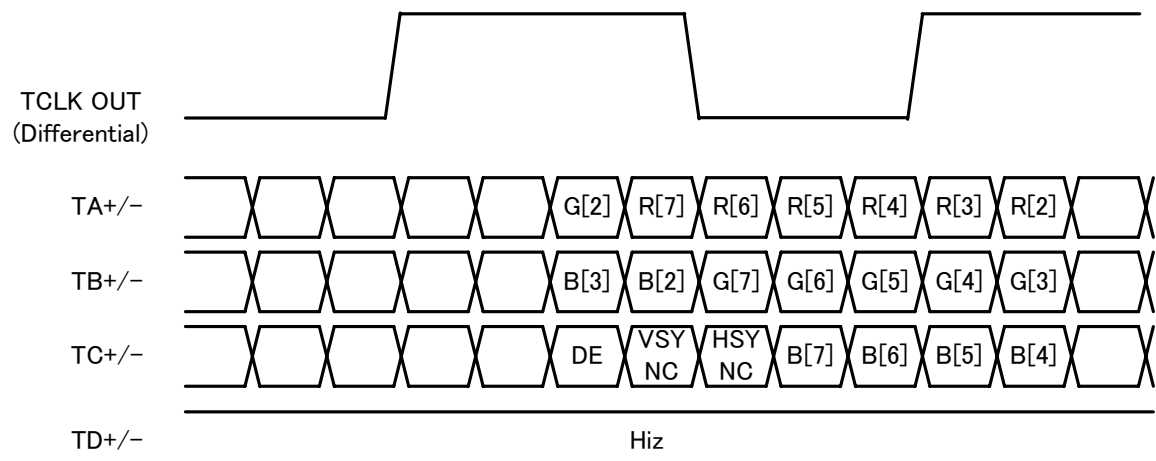 TCLK OUT
(Differential)
TA+/- G[2] R[7] R[6] R[5] R[4] R[3] R[2]
TB+/- B[3] B[2] G[7] G[6] G[5] G[4] G[3]
TC+/- DE VSY NC HSY NC B[7] B[6] B[5] B[4]
TD+/- Hiz